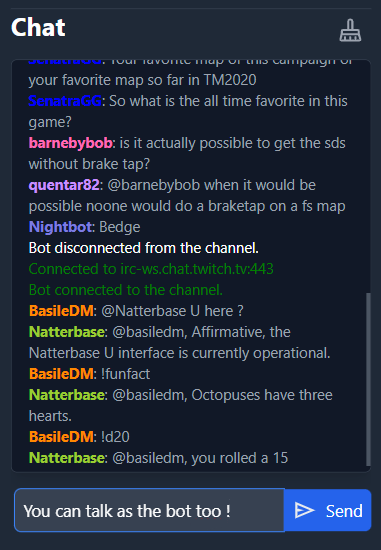 Chat
SenatraGG: Your favorite map of this campaign or
your favorite map so far in TM2020
SenatraGG: So what is the all time favorite in this
game?
barnebybob: is it actually possible to get the sds
without brake tap?
quentar82: @barnebybob when it would be
possible noone would do a braketap on a fs map
Nightbot: Bedge
Bot disconnected from the channel.
Connected to irc-ws.chat.twitch.tv:443
Bot connected to the channel.
BasileDM: @Natterbase U here ?
Natterbase: @basiledm, Affirmative, the
Natterbase U interface is currently operational.
BasileDM: !funfact
Natterbase: @basiledm, Octopuses have three
hearts.
BasileDM: !d20
Natterbase: @basiledm, you rolled a 15
You can talk as the bot too !
Send